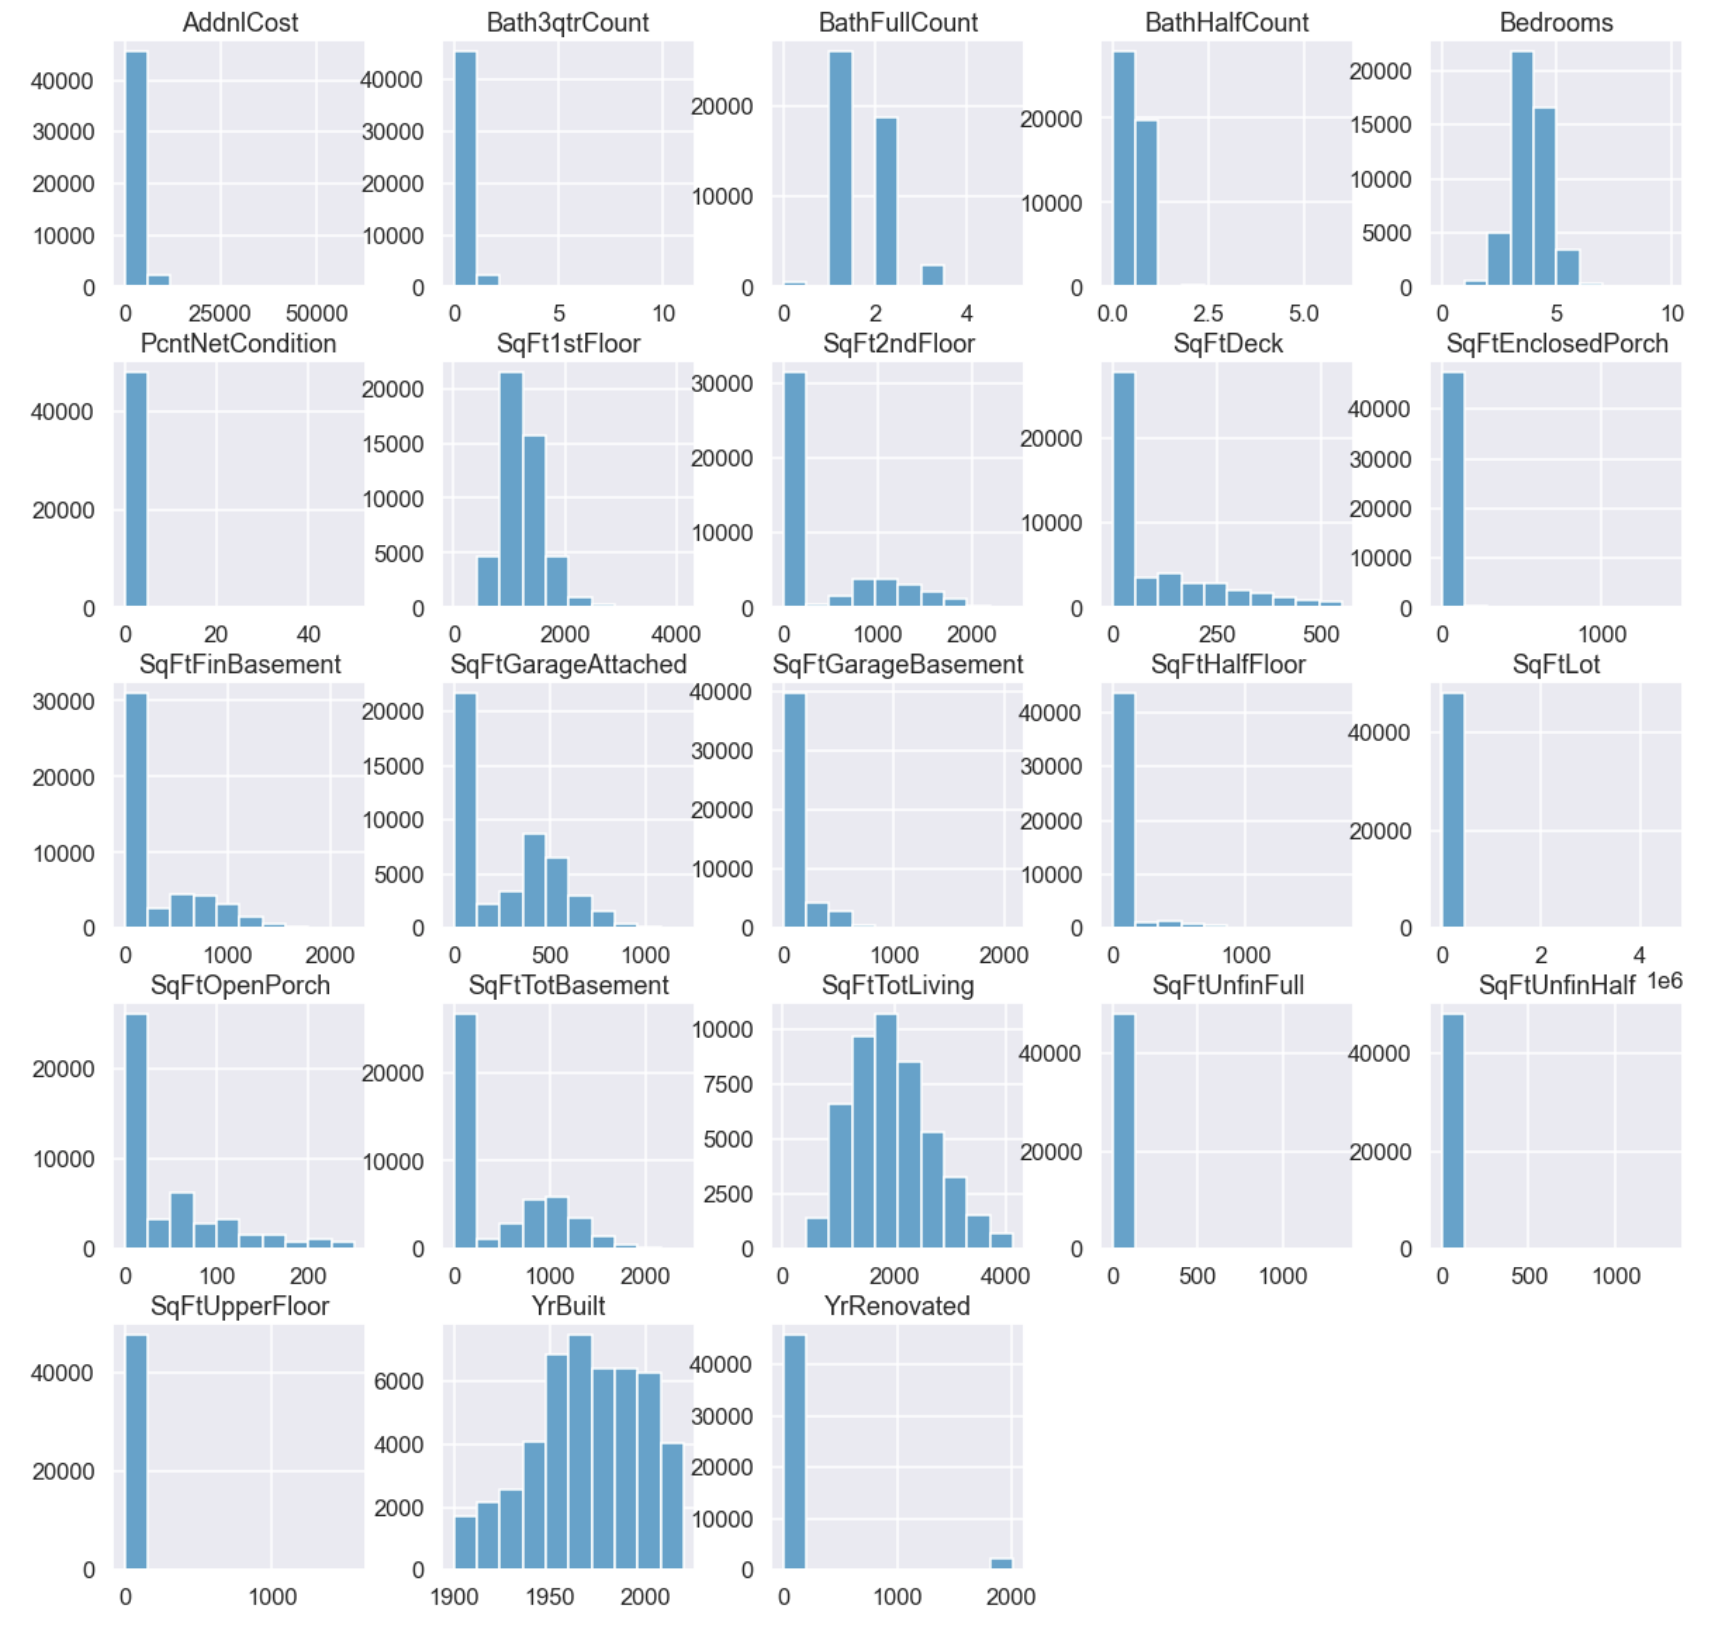 AddnlCost Bath3qtrCount BathFullCount BathHalfCount Bedrooms
40000 30000 20000 10000 0
40000 30000 20000 10000 0
20000 10000 0
20000 10000 0
20000 15000 10000 5000 0
0 25000 50000
0 5 10
0 2 4
0.0 2.5 5.0
0 5 10
PcntNetCondition SqFt1stFloor SqFt2ndFloor SqFtDeck SqFtEnclosedPorch
40000 20000 0
20000 15000 10000 5000 0
30000 20000 10000 0
20000 10000 0
40000 30000 20000 10000 0
0 20 40
0 2000 4000
0 1000 2000
0 250 500
0 1000
SqFtFinBasement SqFtGarageAttached SqFtGarageBasement SqFtHalfFloor SqFtLot
30000 20000 10000 0
20000 15000 10000 5000 0
40000 30000 20000 10000 0
40000 30000 20000 10000 0
40000 20000 0
0 1000 2000
0 500 1000
0 1000 2000
0 1000
0 2 4
1e6
SqFtOpenPorch SqFtTotBasement SqFtTotLiving SqFtUnfinFull SqFtUnfinHalf
20000 10000 0
20000 10000 0
10000 7500 5000 2500 0
40000 20000 0
40000 20000 0
0 100 200
0 1000 2000
0 2000 4000
0 500 1000
0 500 1000
SqFtUpperFloor YrBuilt YrRenovated
40000 20000 0
6000 4000 2000 0
40000 30000 20000 10000 0
0 1000
1900 1950 2000
0 1000 2000